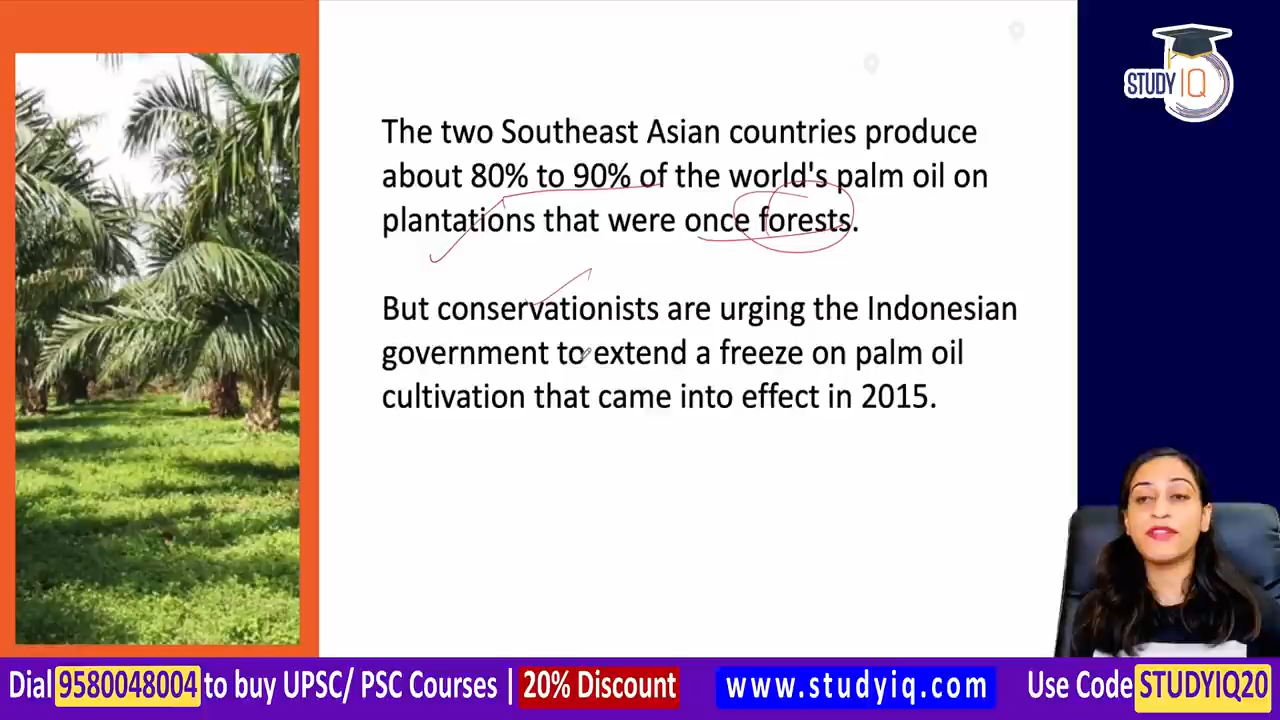 STUDY IQ
The two Southeast Asian countries produce
about 80% to 90% of the world's palm oil on
plantations that were once forests.
But conservationists are urging the Indonesian
government to extend a freeze on palm oil
cultivation that came into effect in 2015.
Dial 9580048004 to buy UPSC/ PSC Courses | 20% Discount www.studyiq.com Use Code STUDYIQ20